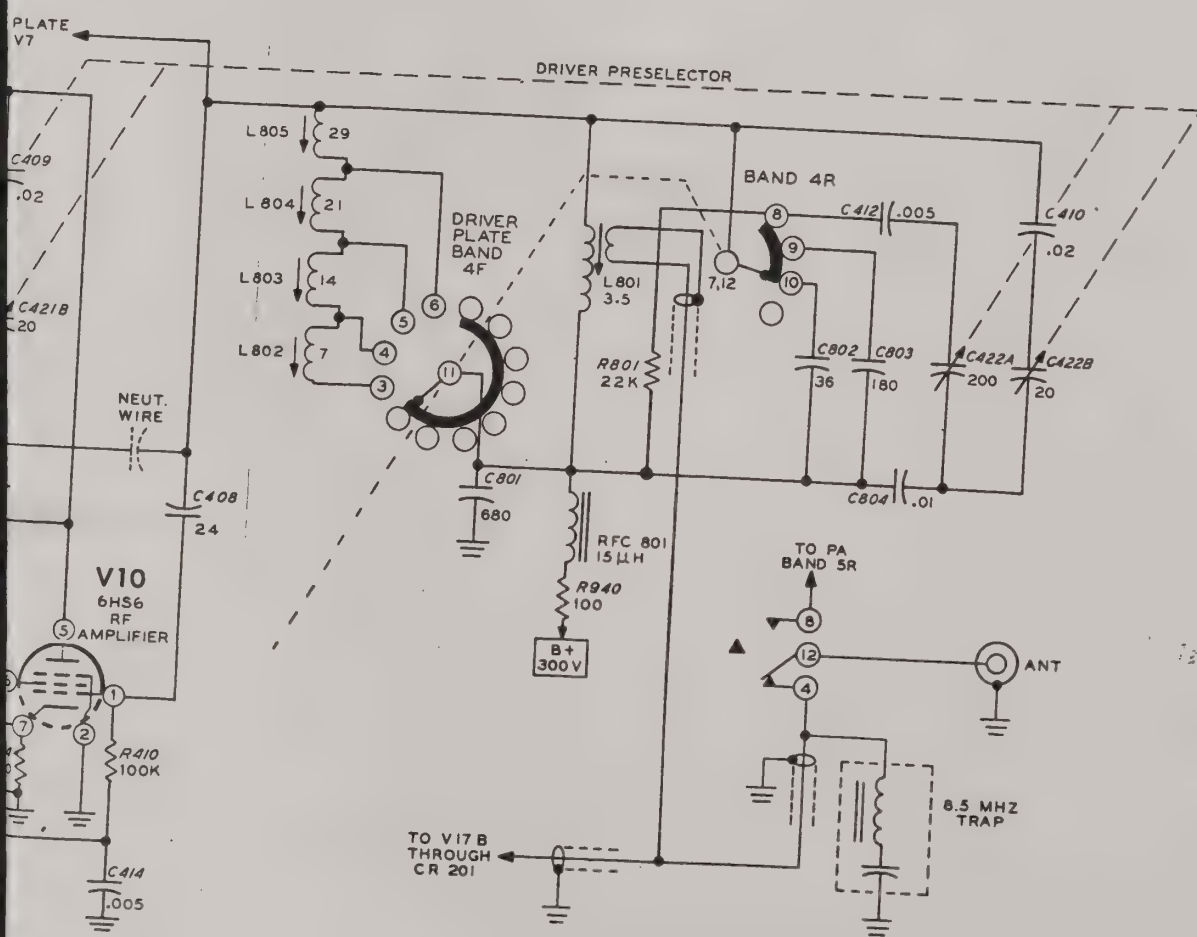 PLATE
V7
DRIVER PRESELECTOR
C409
.02
L805
29
L804
21
L803
14
L802
7
DRIVER
PLATE
BAND
4F
6
5
4
3
11
L801
3.5
BAND 4R
8
9
10
7,12
C412
.005
C410
.02
C421B
20
R801
22K
C802
36
C803
180
C422A
200
C422B
20
NEUT.
WIRE
C408
24
C801
680
C804
.01
RFC 801
15µH
R940
100
B+
300V
V10
6HS6
RF
AMPLIFIER
5
1
7
2
R410
100K
C414
.005
TO PA
BAND 5R
8
12
4
ANT
8.5 MHZ
TRAP
TO V17B
THROUGH
CR 201